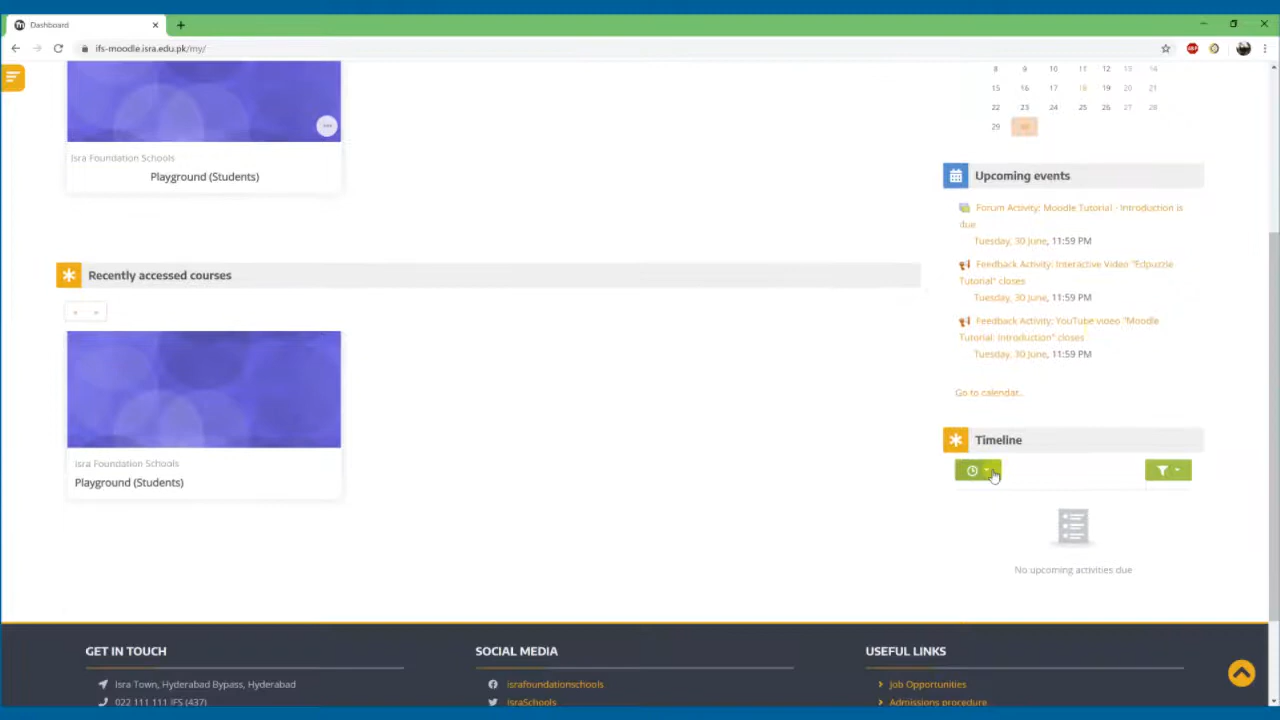 Dashboard
ifs-moodle.isra.edu.pk/my/
8 9 10 11 12 13 14
15 16 17 18 19 20 21
22 23 24 25 26 27 28
29
Isra Foundation Schools
Playground (Students)
Upcoming events
Forum Activity: Moodle Tutorial - Introduction is
due
Tuesday, 30 June, 11:59 PM
Feedback Activity: Interactive Video "Edpuzzle
Tutorial" closes
Tuesday, 30 June, 11:59 PM
Feedback Activity: YouTube video "Moodle
Tutorial: Introduction" closes
Tuesday, 30 June, 11:59 PM
Go to calendar...
Recently accessed courses
Isra Foundation Schools
Playground (Students)
Timeline
No upcoming activities due
GET IN TOUCH
Isra Town, Hyderabad Bypass, Hyderabad
022 111 111 IFS (437)
SOCIAL MEDIA
israfoundationschools
IsraSchools
USEFUL LINKS
Job Opportunities
Admissions procedure